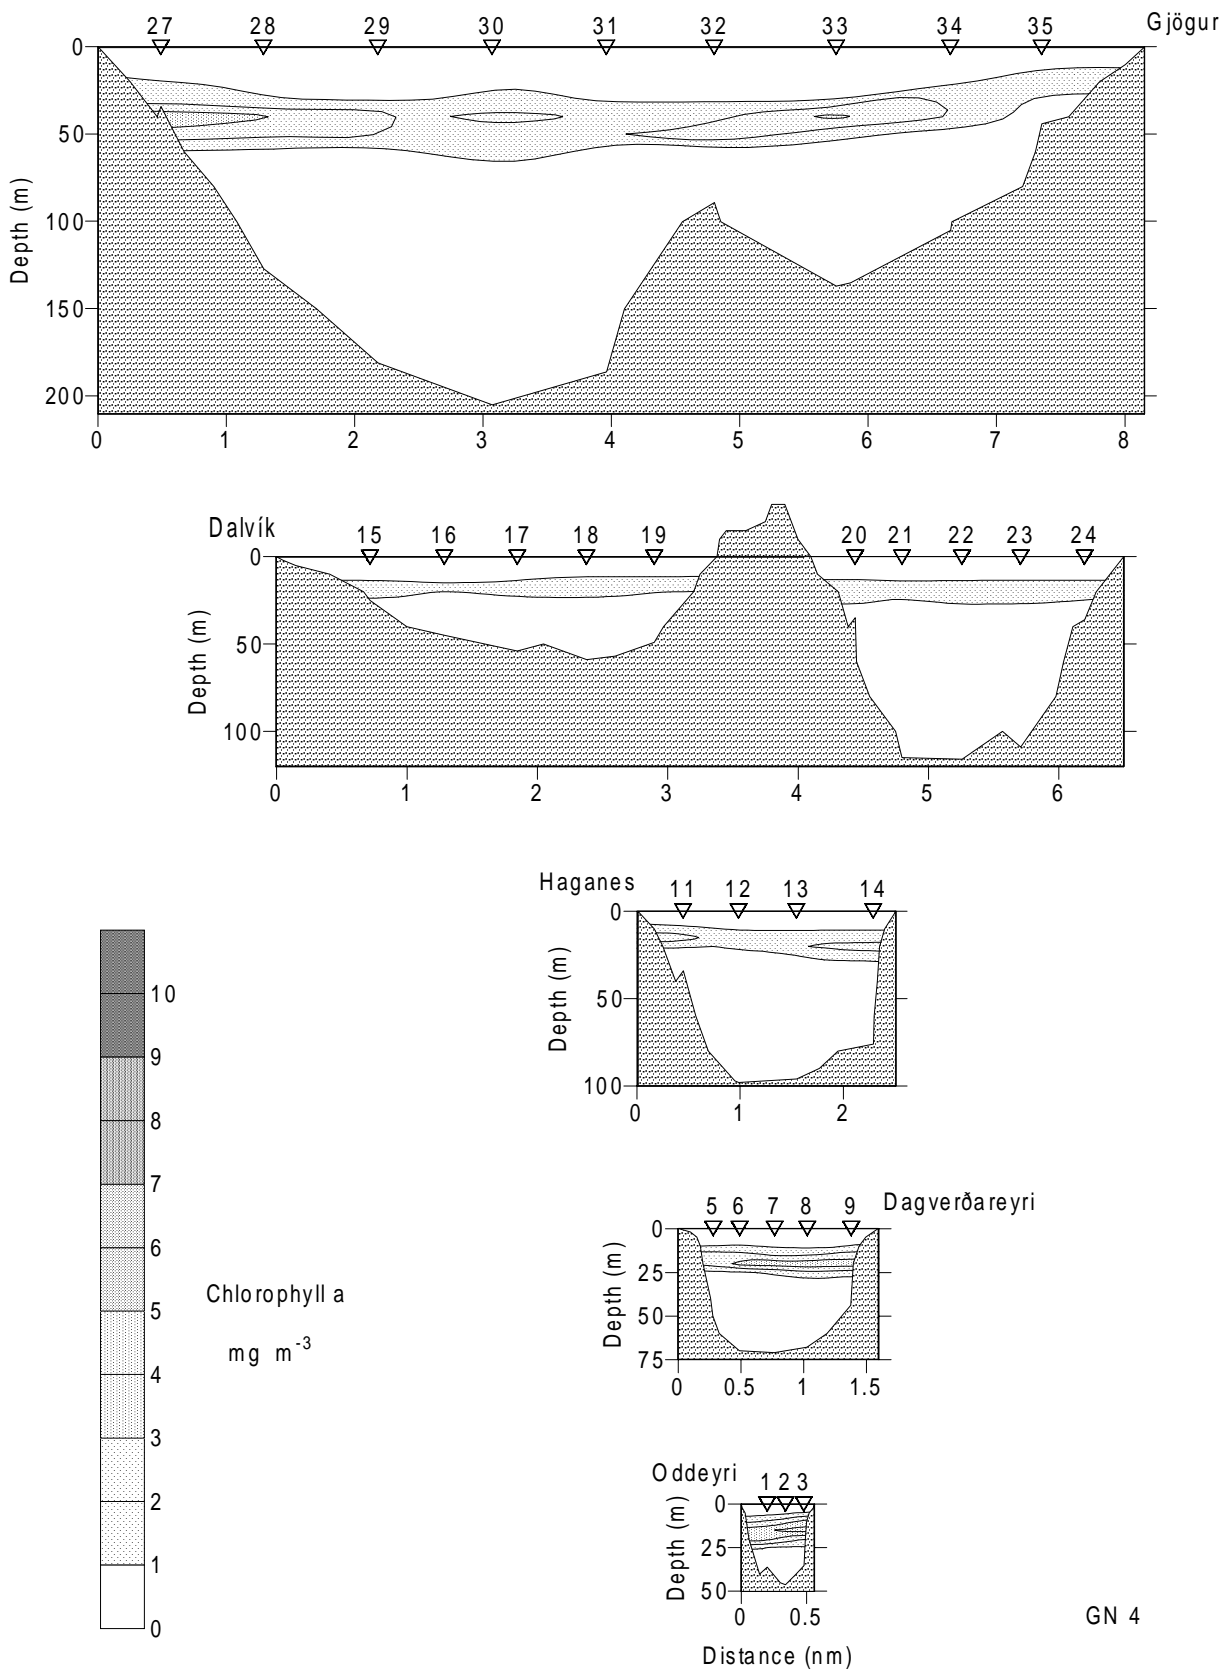 27 28 29 30 31 32 33 34 35 Gjögur
0
50
100
150
200
Depth (m)
0 1 2 3 4 5 6 7 8
Dalvík 15 16 17 18 19 20 21 22 23 24
0
50
100
Depth (m)
0 1 2 3 4 5 6
Haganes 11 12 13 14
0
50
100
Depth (m)
0 1 2
5 6 7 8 9 Dagverðareyri
0
25
50
75
Depth (m)
0 0.5 1 1.5
Oddeyri 1 2 3
0
25
50
Depth (m)
0 0.5
Distance (nm)
10
9
8
7
6
5
4
3
2
1
0
Chlorophyll a
mg m-3
GN 4